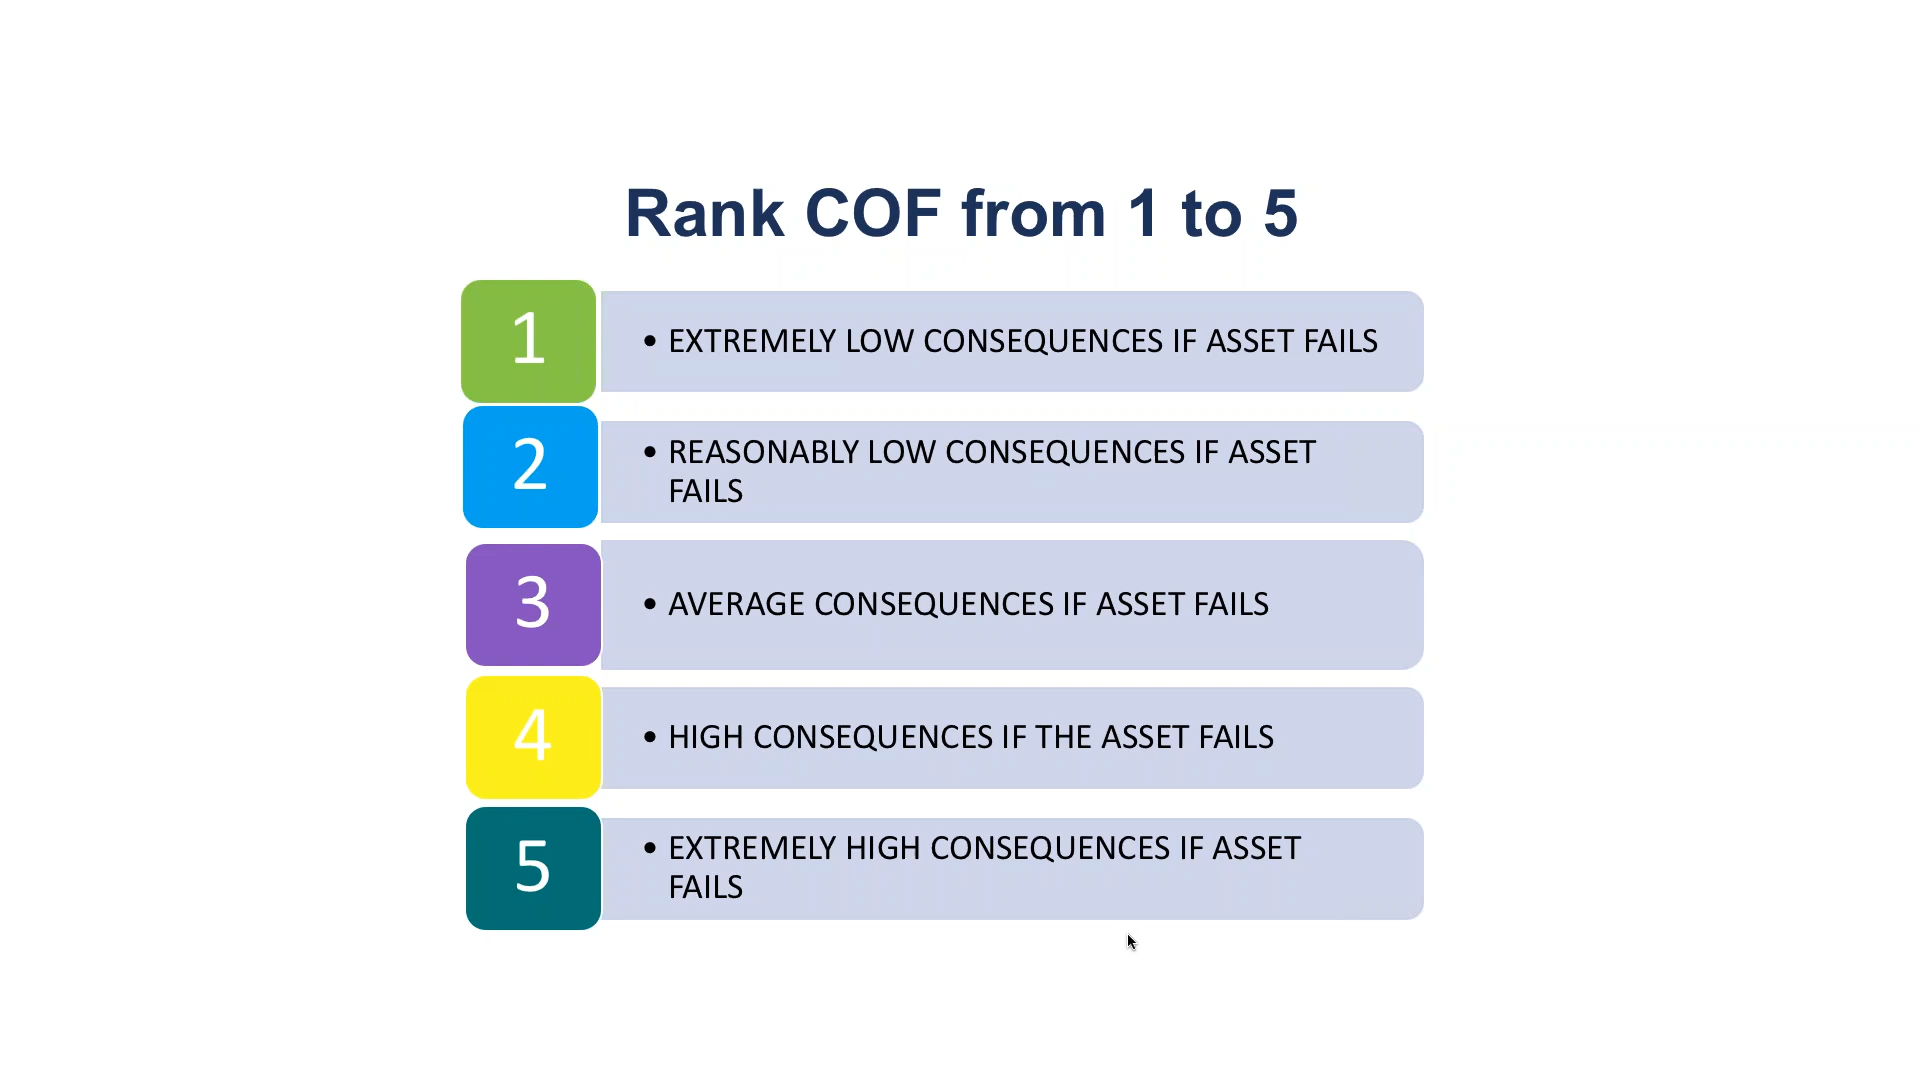 Rank COF from 1 to 5
1
• EXTREMELY LOW CONSEQUENCES IF ASSET FAILS
2
• REASONABLY LOW CONSEQUENCES IF ASSET
FAILS
3
• AVERAGE CONSEQUENCES IF ASSET FAILS
4
• HIGH CONSEQUENCES IF THE ASSET FAILS
5
• EXTREMELY HIGH CONSEQUENCES IF ASSET
FAILS